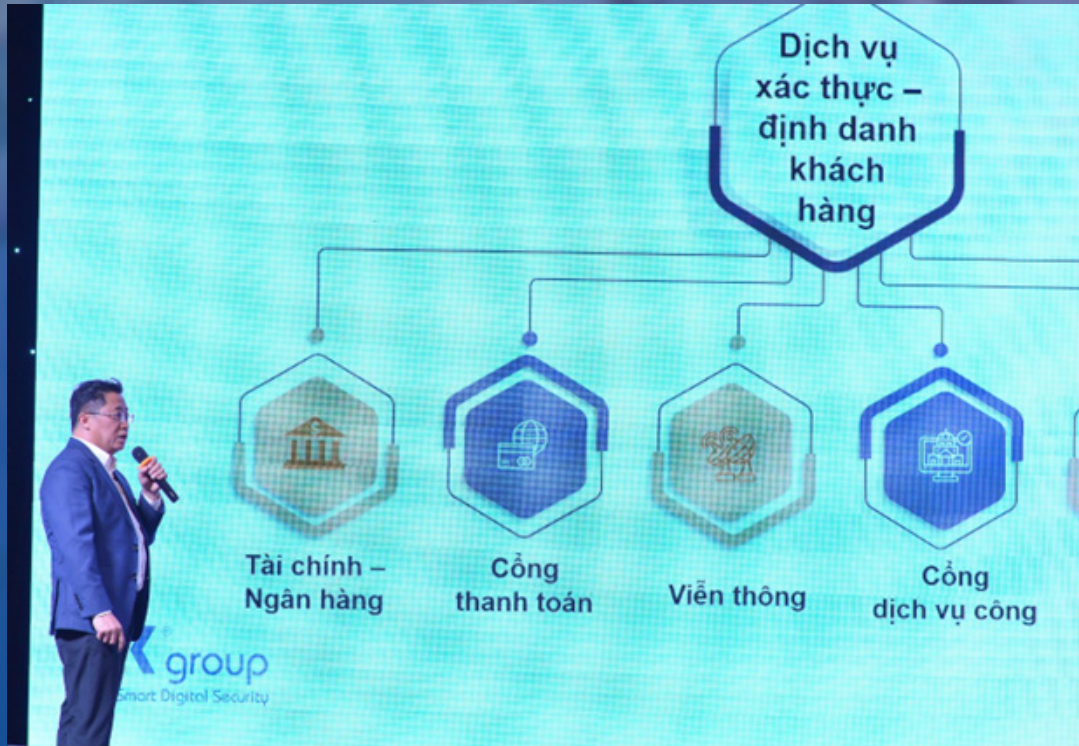 Dịch vụ
xác thực –
định danh
khách
hàng
Tài chính –
Ngân hàng
Cổng
thanh toán
Viễn thông
Cổng
dịch vụ công
group
Smart Digital Security